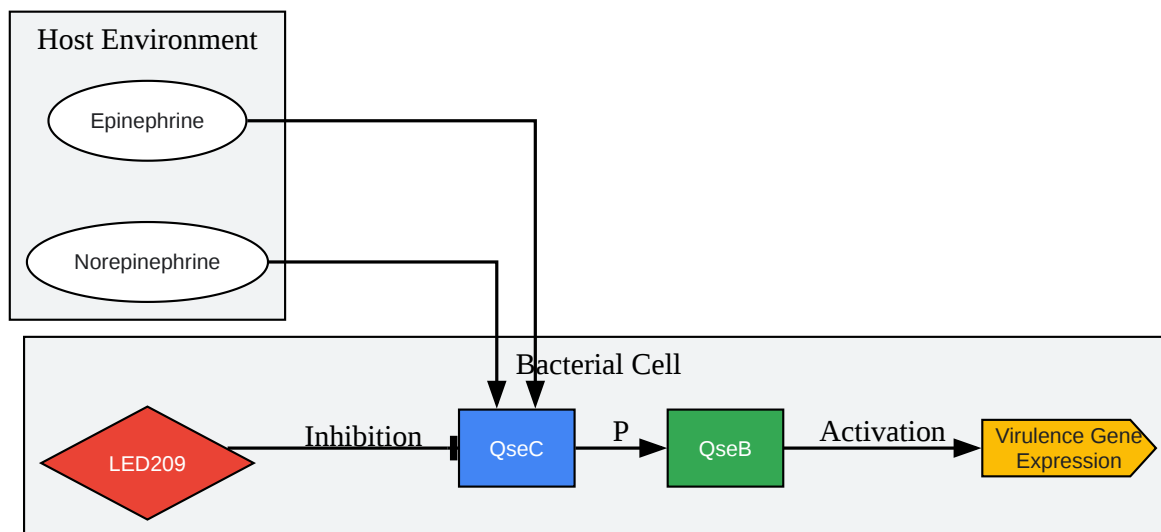 Host Environment
Epinephrine
Norepinephrine
Bacterial Cell
LED209
Inhibition
QseC
P
QseB
Activation
Virulence Gene
Expression